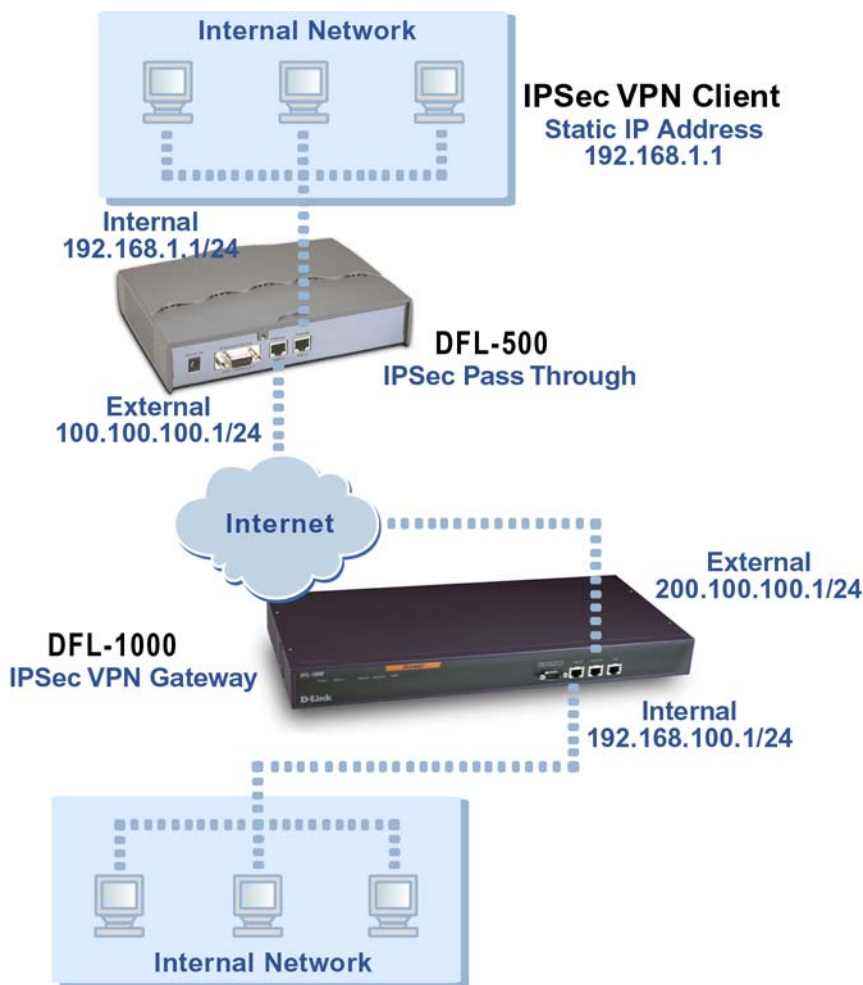 Internal Network
IPSec VPN Client
Static IP Address
192.168.1.1
Internal
192.168.1.1/24
DFL-500
IPSec Pass Through
External
100.100.100.1/24
Internet
External
200.100.100.1/24
DFL-1000
IPSec VPN Gateway
D-Link
Internal
192.168.100.1/24
Internal Network